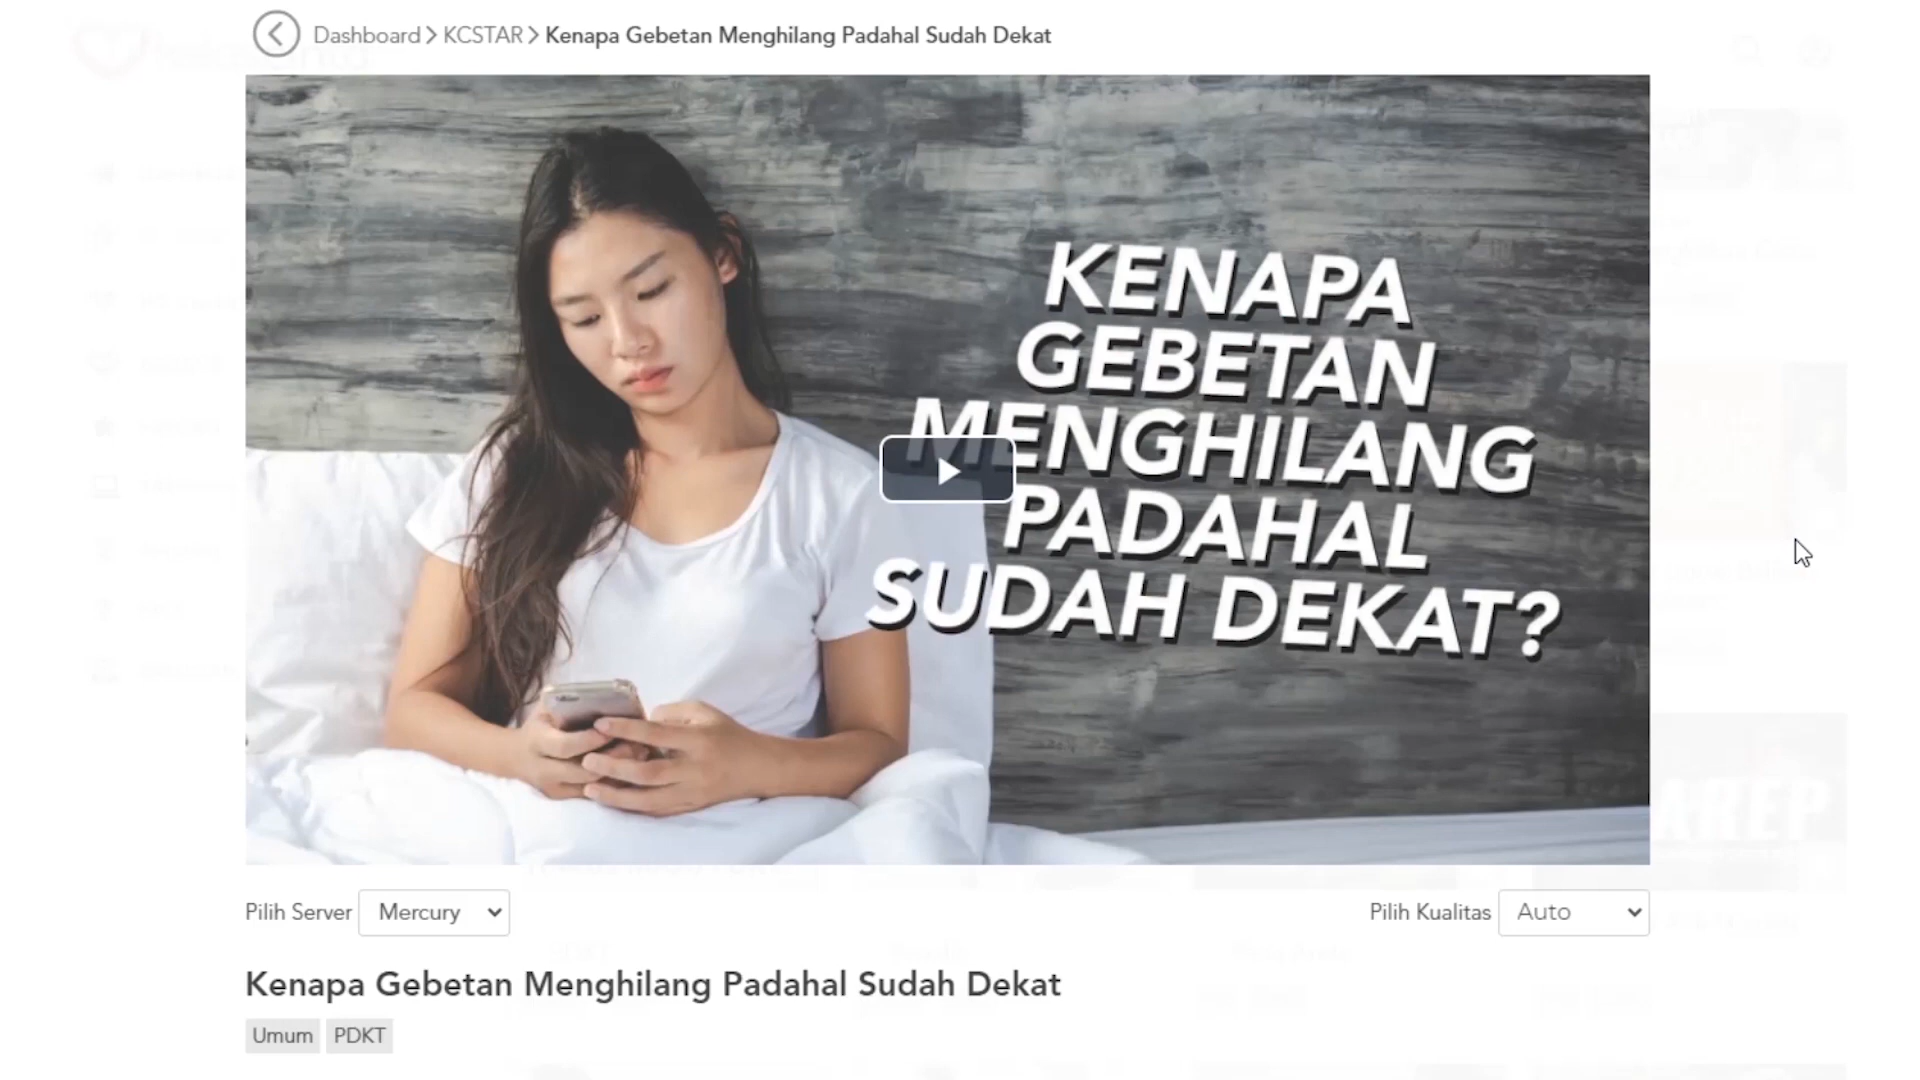 Dashboard > KCSTAR > Kenapa Gebetan Menghilang Padahal Sudah Dekat
KENAPA
GEBETAN
MENGHILANG
PADAHAL
SUDAH DEKAT?
Pilih Server Mercury
Pilih Kualitas Auto
Kenapa Gebetan Menghilang Padahal Sudah Dekat
Umum PDKT